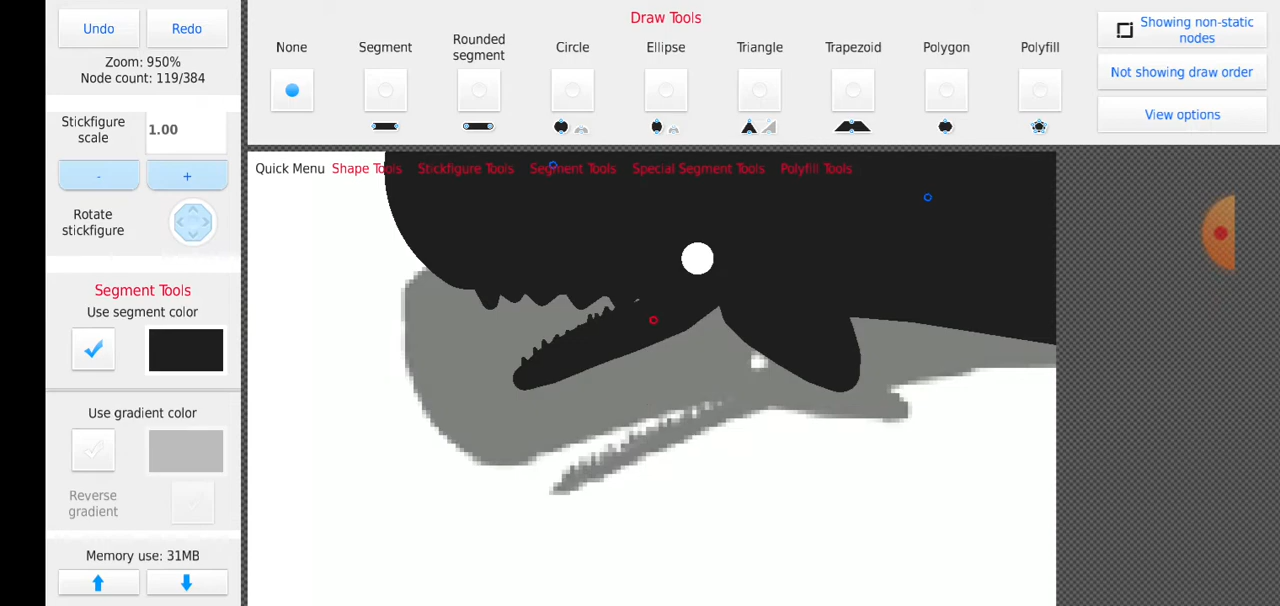 Undo
Redo
Zoom: 950%
Node count: 119/384
Stickfigure
scale
1.00
-
+
Rotate
stickfigure
Segment Tools
Use segment color
Use gradient color
Reverse
gradient
Memory use: 31MB
Draw Tools
None
Segment
Rounded
segment
Circle
Ellipse
Triangle
Trapezoid
Polygon
Polyfill
Showing non-static
nodes
Not showing draw order
View options
Quick Menu Shape Tools Stickfigure Tools Segment Tools Special Segment Tools Polyfill Tools